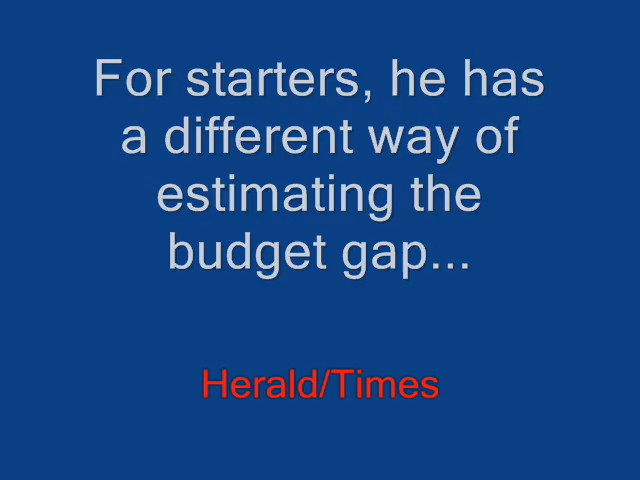 For starters, he has
a different way of
estimating the
budget gap...
Herald/Times